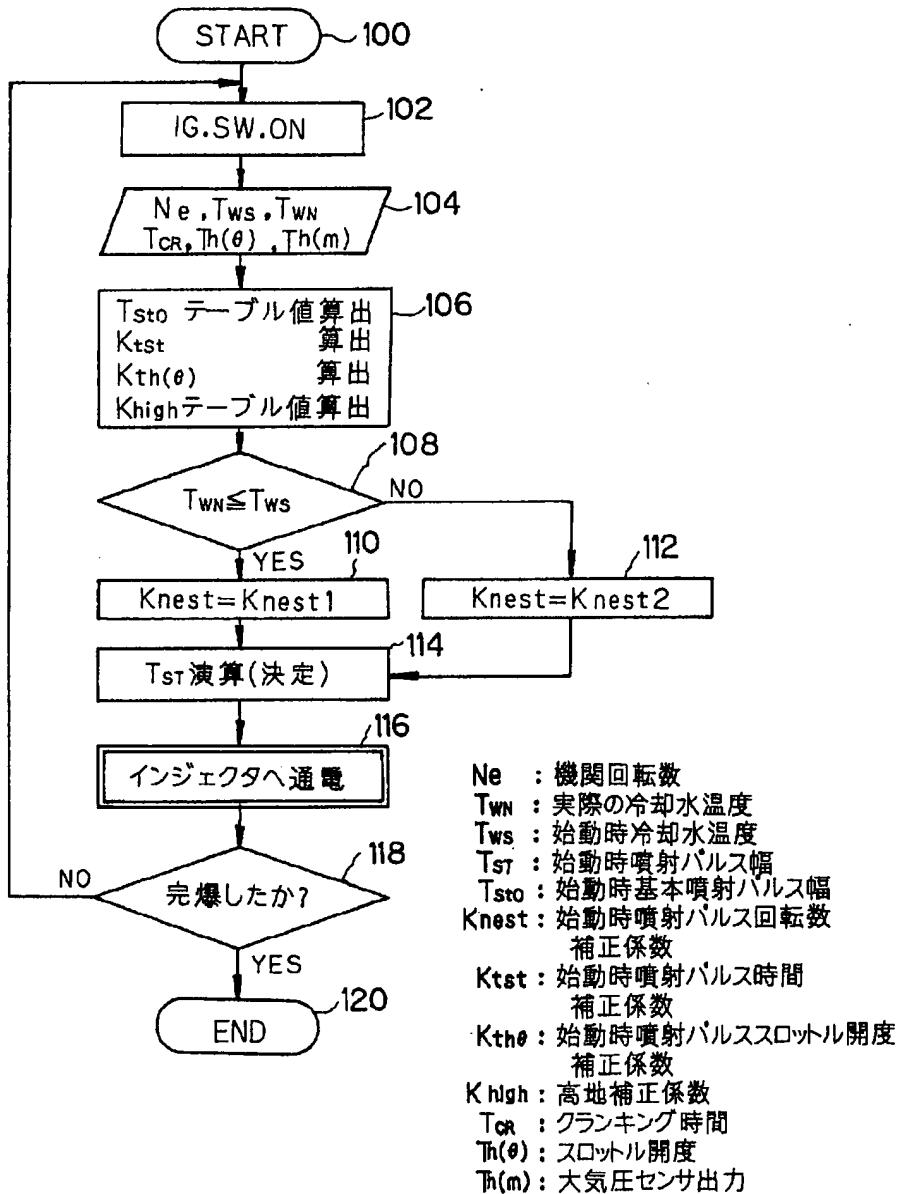 START
100
IG.SW.ON
102
Ne,Tws,TWN
TCR,Th(θ),Th(m)
104
Tsto テーブル値算出
Ktst 算出
Kth(θ) 算出
Khighテーブル値算出
106
TWN≦TWS
108
NO
YES
110
Knest=Knest1
112
Knest=Knest2
114
TST演算(決定)
116
インジェクタへ通電
118
NO
完爆したか?
YES
120
END
Ne : 機関回転数
TWN : 実際の冷却水温度
Tws : 始動時冷却水温度
TST : 始動時噴射パルス幅
Tsto : 始動時基本噴射パルス幅
Knest : 始動時噴射パルス回転数
補正係数
Ktst : 始動時噴射パルス時間
補正係数
Kthθ : 始動時噴射パルススロットル開度
補正係数
Khigh : 高地補正係数
TCR : クランキング時間
Th(θ) : スロットル開度
Th(m) : 大気圧センサ出力